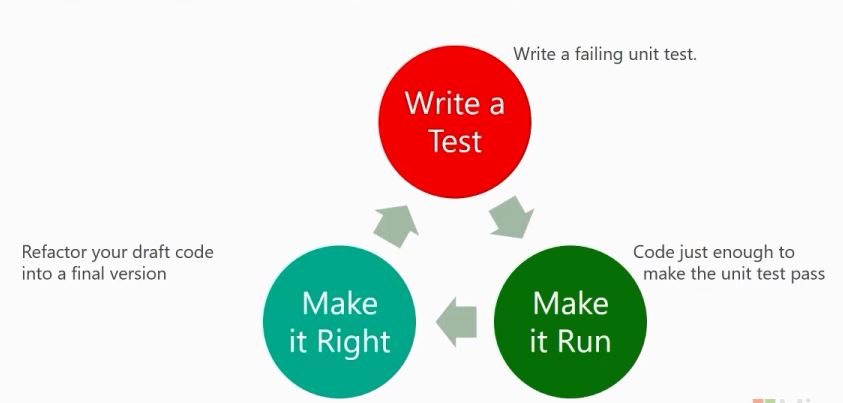 Write a failing unit test.
Write a
Test
Refactor your draft code
into a final version
Code just enough to
make the unit test pass
Make
it Right
Make
it Run